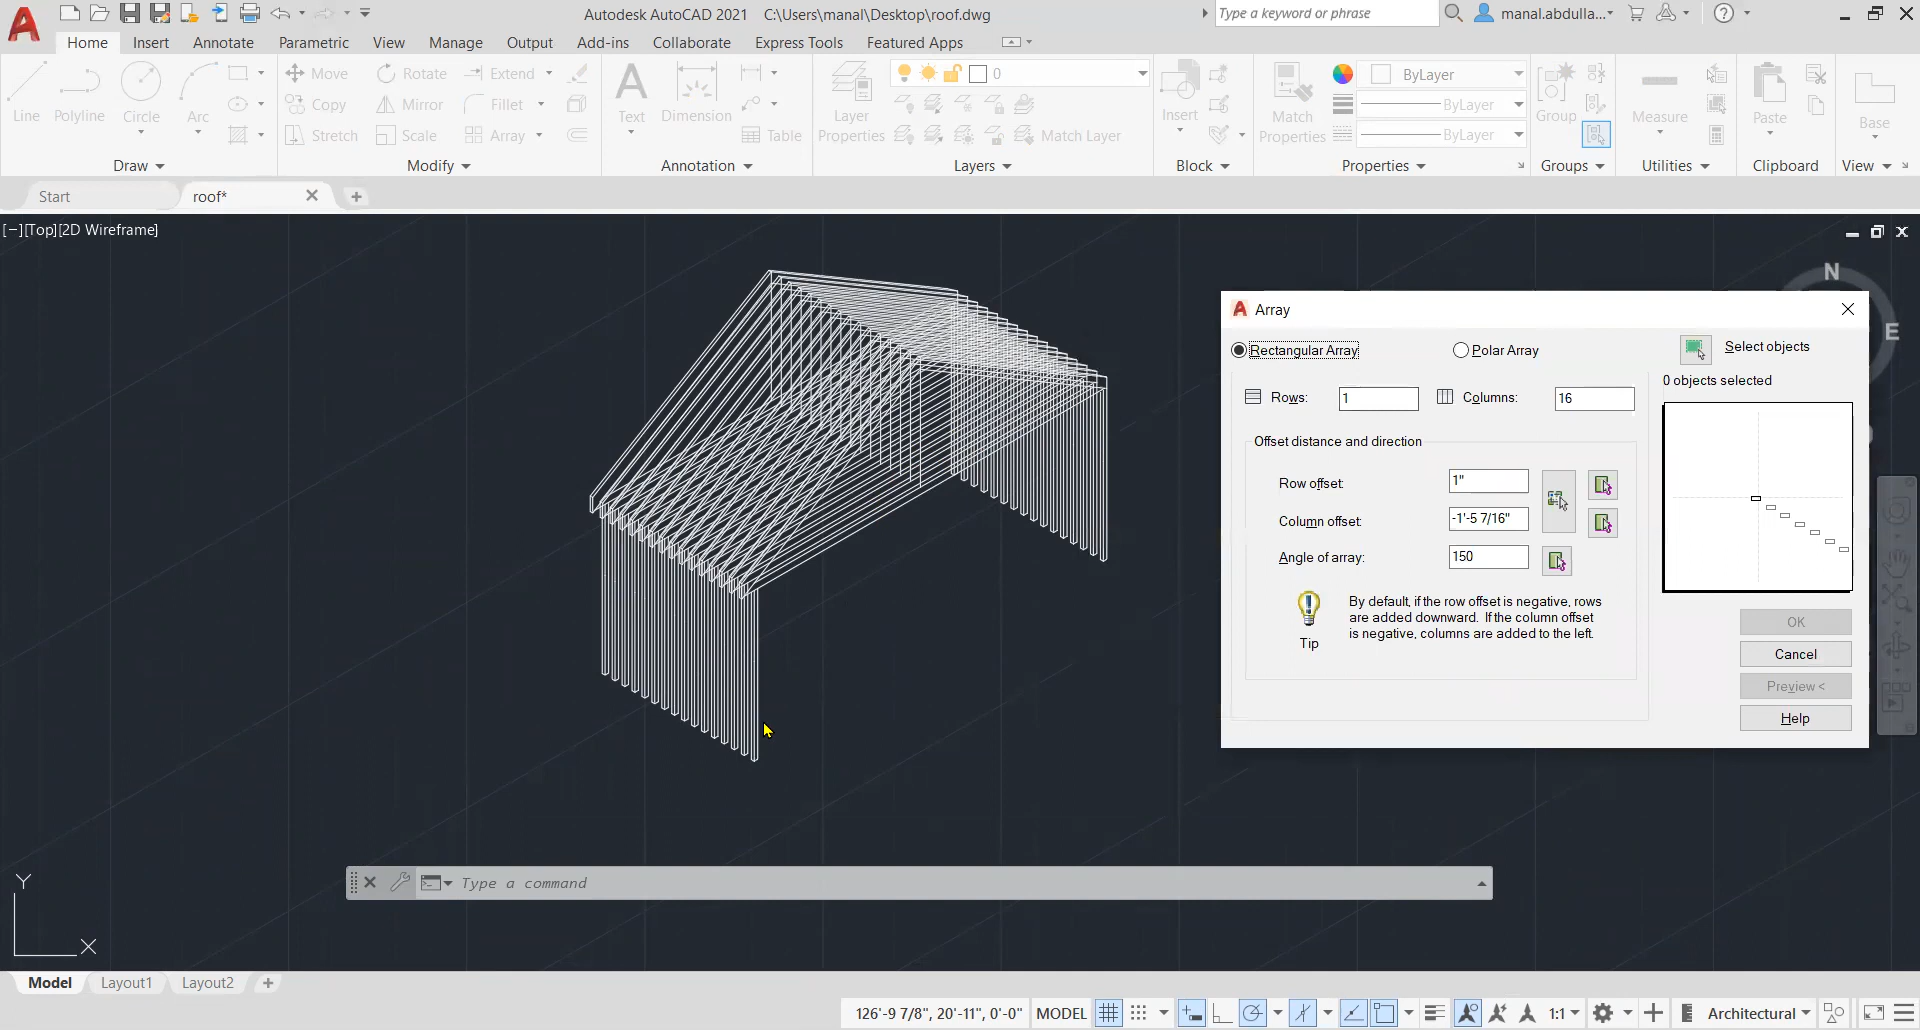 Autodesk AutoCAD 2021 C:\Users\manal\Desktop\roof.dwg
Type a keyword or phrase
manal.abdulla...
Home Insert Annotate Parametric View Manage Output Add-ins Collaborate Express Tools Featured Apps
Line Polyline Circle Arc
Draw
Move Rotate Extend
Copy Mirror Fillet
Stretch Scale Array
Modify
Text Dimension
Table
Annotation
Layer Properties
0
Match Layer
Layers
Insert
Block
Match Properties
ByLayer
ByLayer
ByLayer
Properties
Group
Groups
Measure
Utilities
Paste
Clipboard
Base
View
Start roof*
[−][Top][2D Wireframe]
N
E
Array
Rectangular Array Polar Array
Select objects
0 objects selected
Rows: 1 Columns: 16
Offset distance and direction
Row offset: 1"
Column offset: -1'-5 7/16"
Angle of array: 150
Tip
By default, if the row offset is negative, rows
are added downward. If the column offset
is negative, columns are added to the left.
OK
Cancel
Preview <
Help
Type a command
Y
X
Model Layout1 Layout2
126'-9 7/8", 20'-11", 0'-0" MODEL 1:1 Architectural